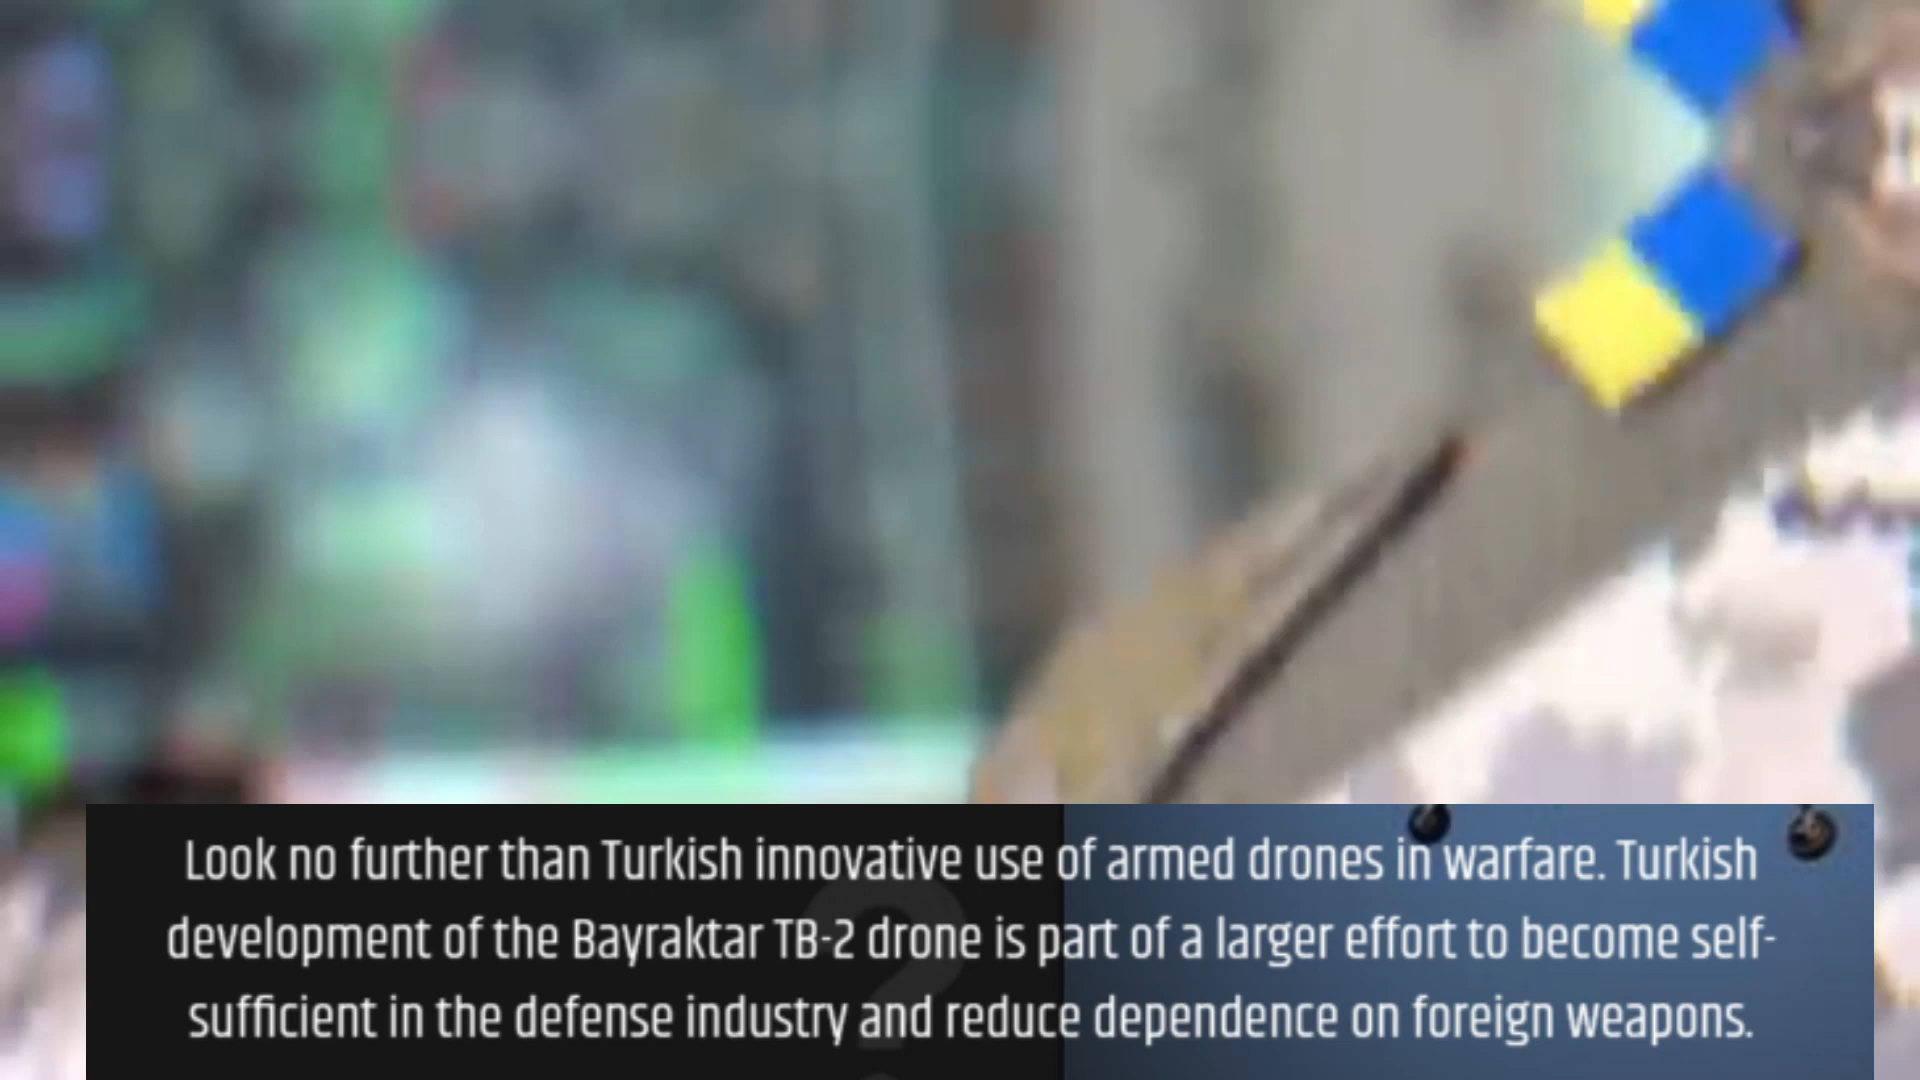 Look no further than Turkish innovative use of armed drones in warfare. Turkish
development of the Bayraktar TB-2 drone is part of a larger effort to become self-
sufficient in the defense industry and reduce dependence on foreign weapons.